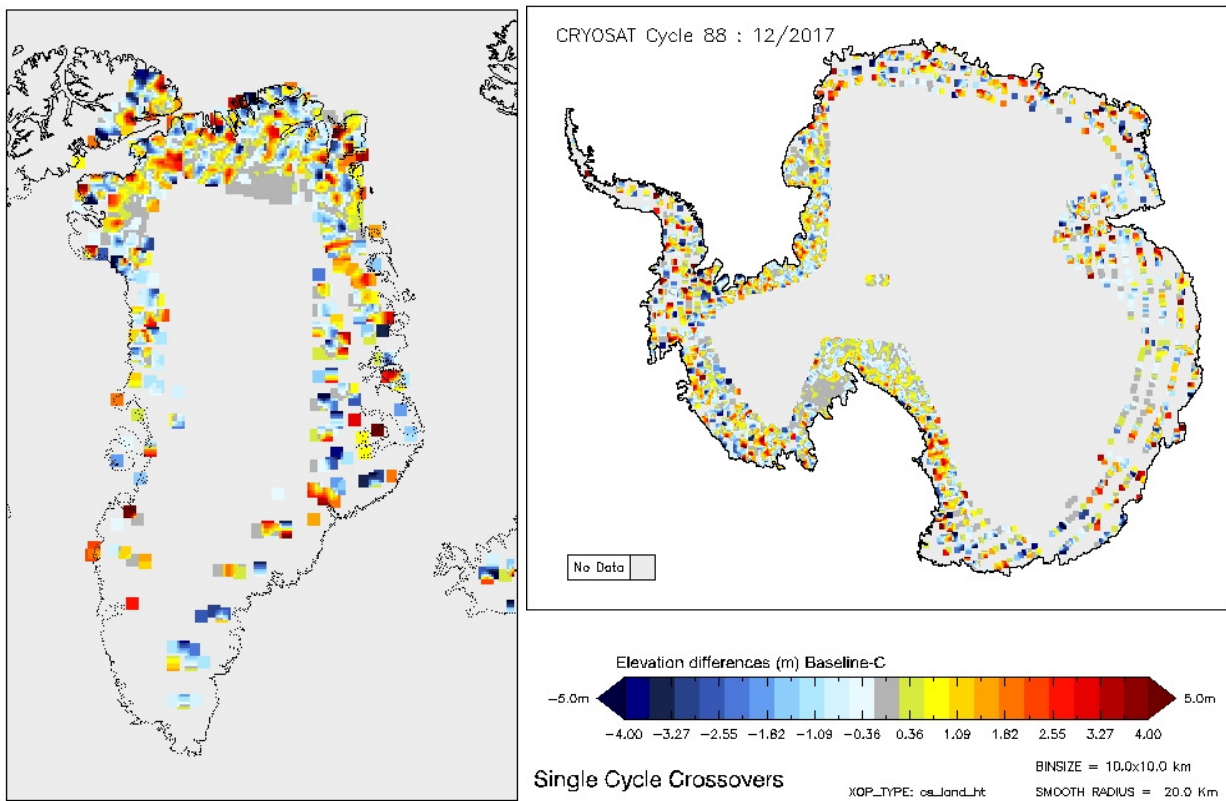 CRYOSAT Cycle 88 : 12/2017
No Data
Elevation differences (m) Baseline-C
-5.0m 5.0m
-4.00 -3.27 -2.55 -1.82 -1.09 -0.36 0.36 1.09 1.82 2.55 3.27 4.00
BINSIZE = 10.0x10.0 km
Single Cycle Crossovers
XOP_TYPE: cs_land_ht SMOOTH RADIUS = 20.0 Km